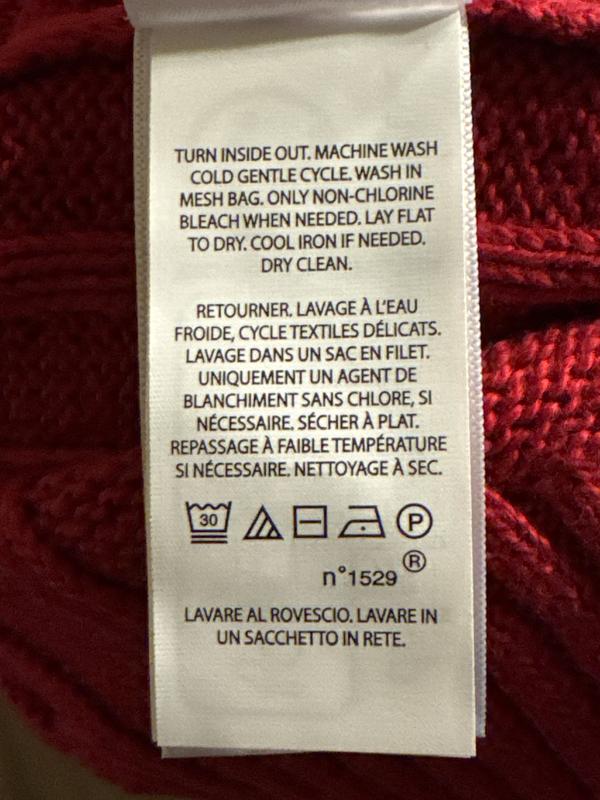 TURN INSIDE OUT. MACHINE WASH
COLD GENTLE CYCLE. WASH IN
MESH BAG. ONLY NON-CHLORINE
BLEACH WHEN NEEDED. LAY FLAT
TO DRY. COOL IRON IF NEEDED.
DRY CLEAN.
RETOURNER. LAVAGE À L'EAU
FROIDE, CYCLE TEXTILES DÉLICATS.
LAVAGE DANS UN SAC EN FILET.
UNIQUEMENT UN AGENT DE
BLANCHIMENT SANS CHLORE, SI
NÉCESSAIRE. SÉCHER À PLAT.
REPASSAGE À FAIBLE TEMPÉRATURE
SI NÉCESSAIRE. NETTOYAGE À SEC.
30 P
n°1529 ®
LAVARE AL ROVESCIO. LAVARE IN
UN SACCHETTO IN RETE.